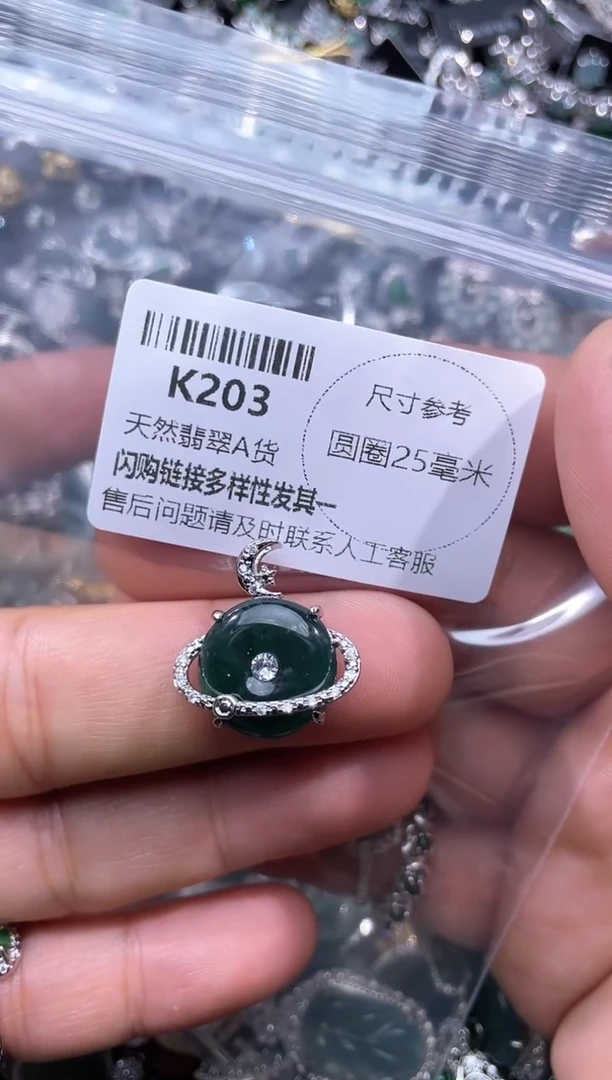 K203
天然翡翠A货
闪购链接多样性发其一
售后问题请及时联系人工客服
尺寸参考
圆圈25毫米